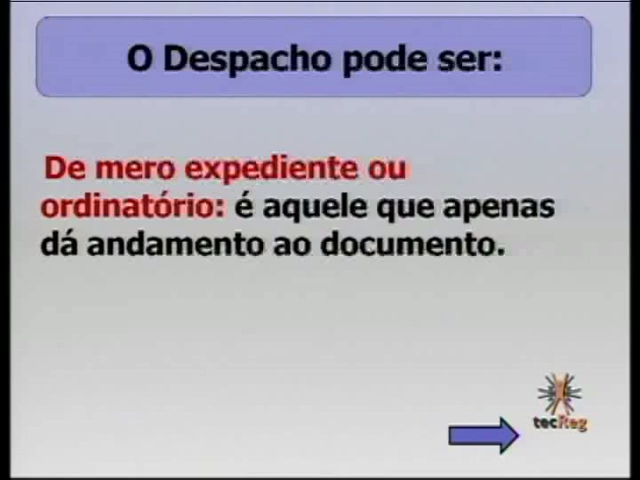 O Despacho pode ser:
De mero expediente ou
ordinatório: é aquele que apenas
dá andamento ao documento.
tecReg